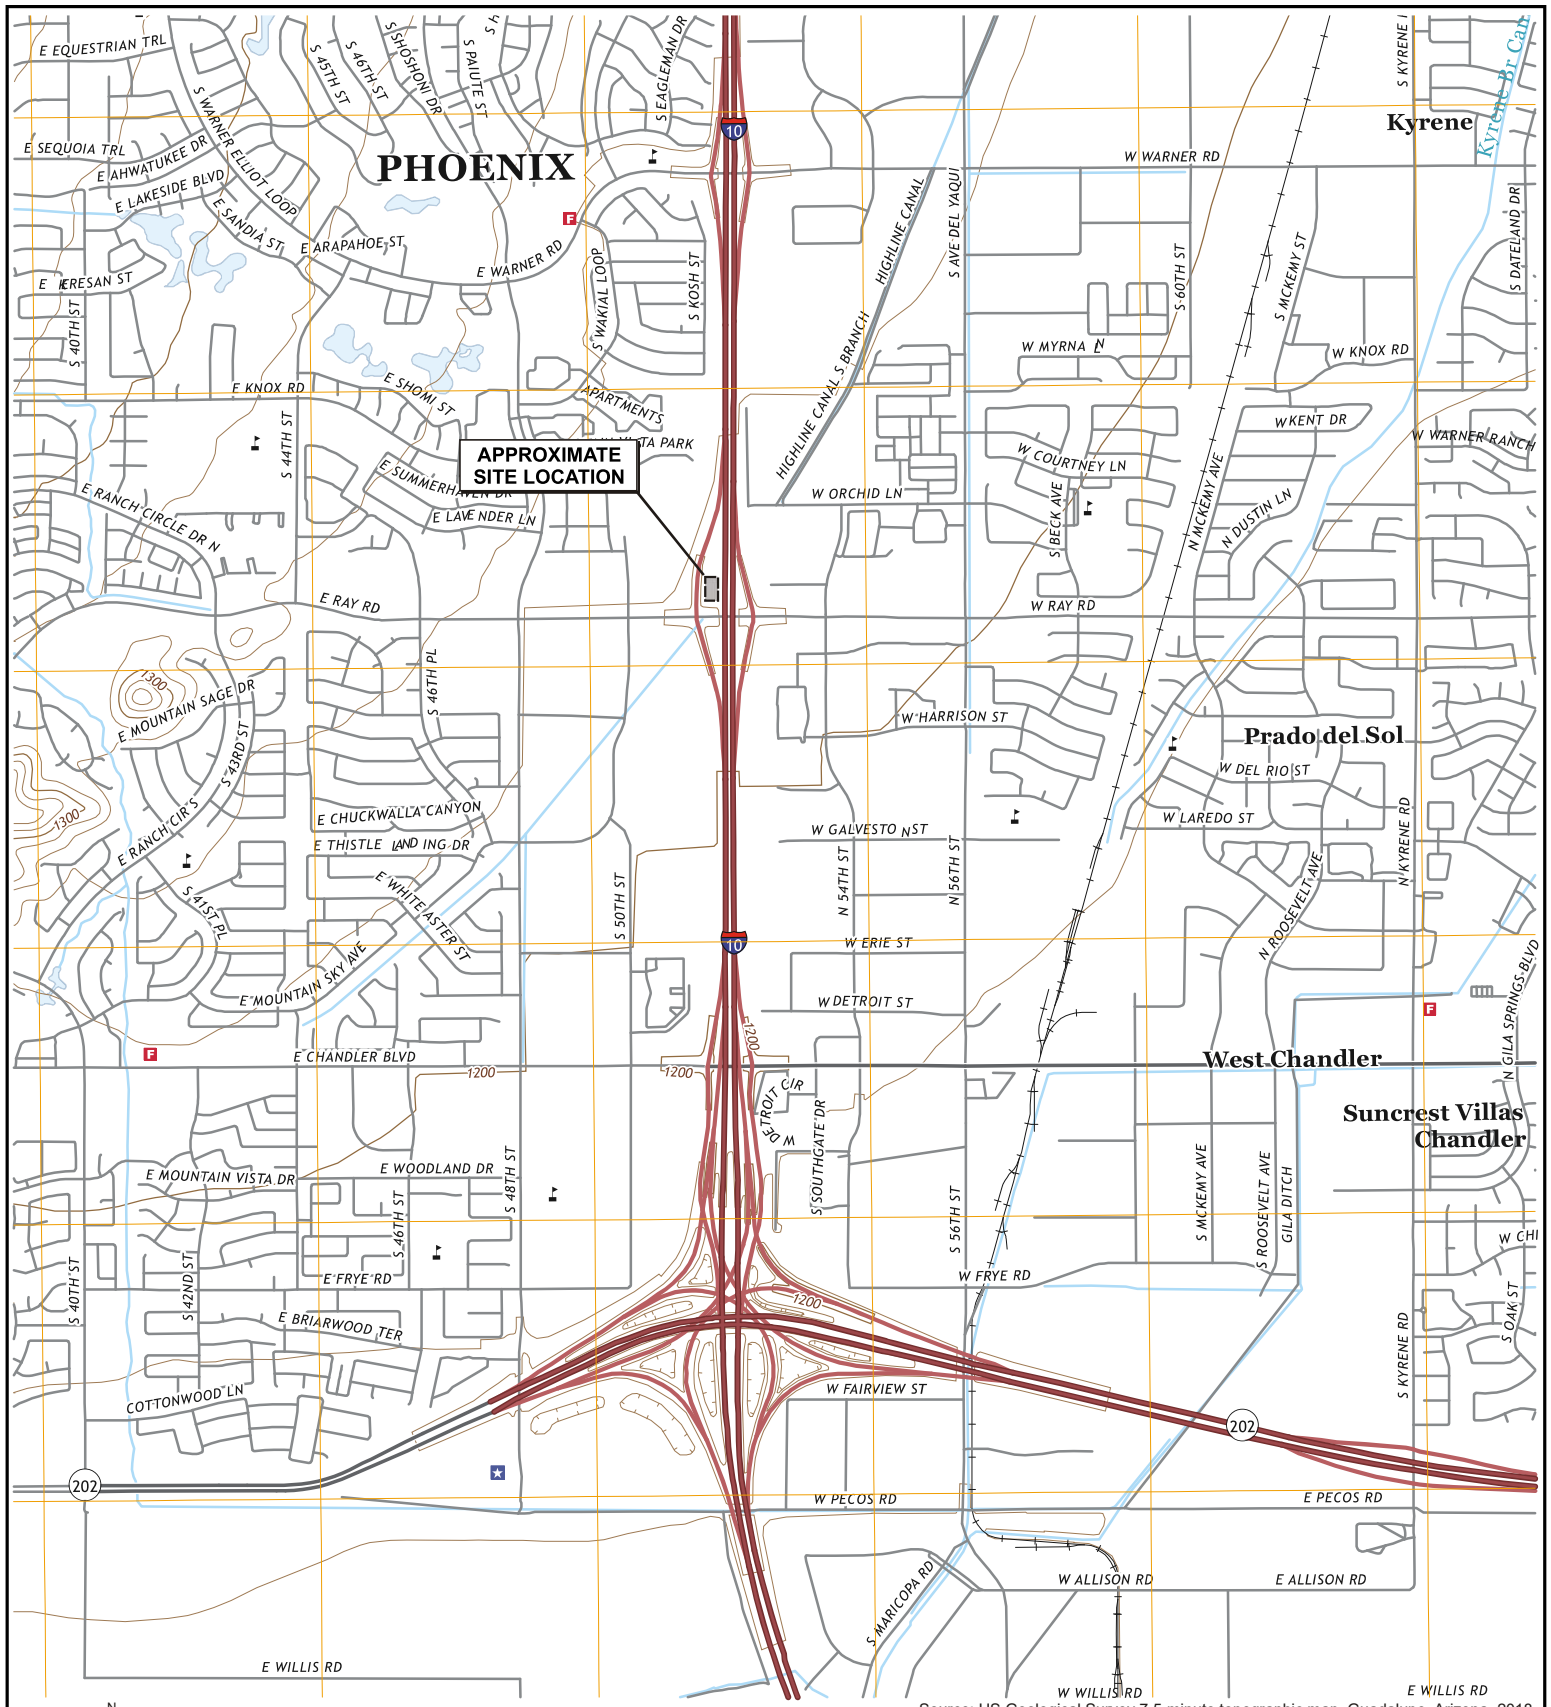 E EQUESTRIAN TRL
S 45TH ST
S 46TH ST
S SHOSHONI DR
S PAIUTE ST
S H
S EAGLEMAN DR
S KYRENE
Kyrene Br Can
S WARNER ELLIOT LOOP
10
Kyrene
E SEQUOIA TRL
E AHWATUKEE DR
PHOENIX
W WARNER RD
E LAKESIDE BLVD
F
E SANDIA ST
E ARAPAHOE ST
E WARNER RD
S WAKIAL LOOP
S KOSH ST
HIGHLINE CANAL
S AVE DEL YAQUI
S 60TH ST
S MCKEMY ST
S DATELAND DR
E KERESAN ST
S 40TH ST
HIGHLINE CANAL S BRANCH
W MYRNA LN
W KNOX RD
E KNOX RD
E SHOMI ST
APARTMENTS
W KENT DR
W WARNER RANCH
S 44TH ST
VISTA PARK
APPROXIMATE
SITE LOCATION
W COURTNEY LN
E SUMMERHAVEN DR
W ORCHID LN
E RANCH CIRCLE DR N
E LAVENDER LN
S BECK AVE
N MCKEMY AVE
N DUSTIN LN
E RAY RD
W RAY RD
1300
E MOUNTAIN SAGE DR
S 46TH PL
W HARRISON ST
Prado del Sol
S 43RD ST
W DEL RIO ST
1300
E CHUCKWALLA CANYON
W LAREDO ST
N KYRENE RD
E RANCH CIR S
E THISTLE LANDING DR
W GALVESTON ST
N 54TH ST
N 56TH ST
S 41ST PL
E WHITE ASTER ST
S 50TH ST
N ROOSEVELT AVE
10
W ERIE ST
E MOUNTAIN SKY AVE
W DETROIT ST
N GILA SPRINGS BLVD
F
F
1200
E CHANDLER BLVD
West Chandler
1200
1200
W DETROIT CIR
S SOUTHGATE DR
Suncrest Villas
Chandler
E MOUNTAIN VISTA DR
E WOODLAND DR
S 48TH ST
S 46TH ST
S 56TH ST
S MCKEMY AVE
S ROOSEVELT AVE
GILA DITCH
W CHI
S 40TH ST
S 42ND ST
E FRYE RD
W FRYE RD
1200
E BRIARWOOD TER
S KYRENE RD
S OAK ST
COTTONWOOD LN
W FAIRVIEW ST
202
202
W PECOS RD
E PECOS RD
S MARICOPA RD
W ALLISON RD
E ALLISON RD
E WILLIS RD
W WILLIS RD
E WILLIS RD
N